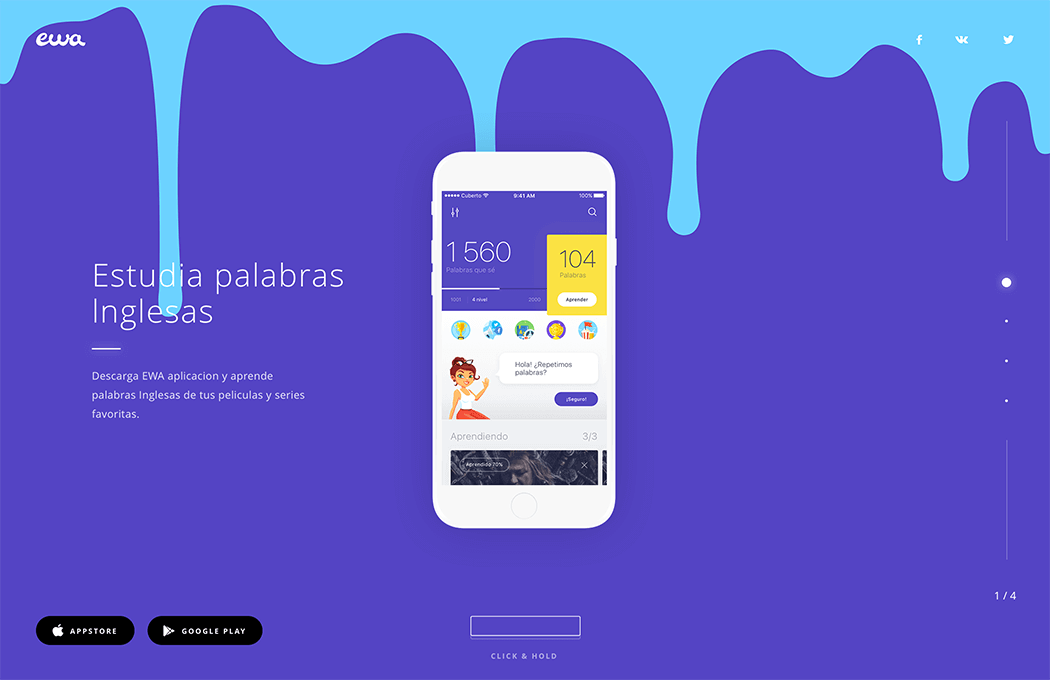 ewa
Cuberto 9:41 AM 100%
1 560
Palabras que sé
104
Palabras
Aprender
1001 4 nivel 2000
Hola! ¿Repetimos
palabras?
¡Seguro!
Aprendiendo 3/3
Aprendido 70%
Estudia palabras
Inglesas
Descarga EWA aplicacion y aprende
palabras Inglesas de tus peliculas y series
favoritas.
1 / 4
APPSTORE
GOOGLE PLAY
CLICK & HOLD